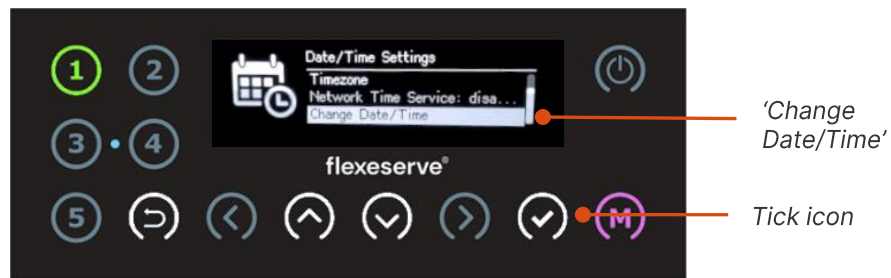 1
2
3
4
5
Date/Time Settings
Timezone
Network Time Service: disa...
Change Date/Time
flexeserve®
M
'Change
Date/Time'
Tick icon